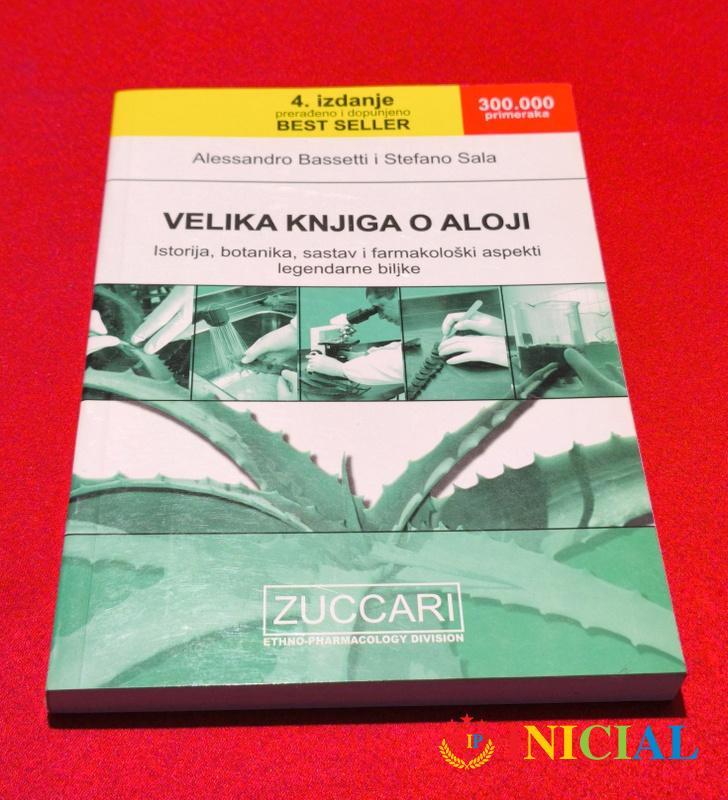 4. izdanje
prerađeno i dopunjeno
BEST SELLER
300.000
primeraka
Alessandro Bassetti i Stefano Sala
VELIKA KNJIGA O ALOJI
Istorija, botanika, sastav i farmakološki aspekti
legendarne biljke
ZUCCARI
ETHNO-PHARMACOLOGY DIVISION
IP
NICIAL